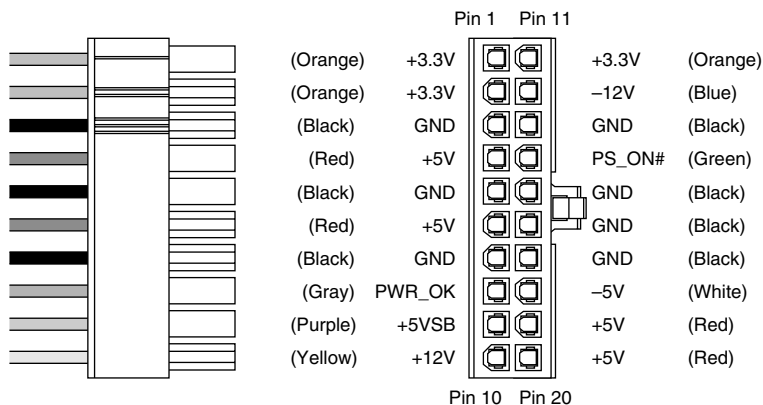 Pin 1 Pin 11
(Orange) +3.3V +3.3V (Orange)
(Orange) +3.3V –12V (Blue)
(Black) GND GND (Black)
(Red) +5V PS_ON# (Green)
(Black) GND GND (Black)
(Red) +5V GND (Black)
(Black) GND GND (Black)
(Gray) PWR_OK –5V (White)
(Purple) +5VSB +5V (Red)
(Yellow) +12V +5V (Red)
Pin 10 Pin 20